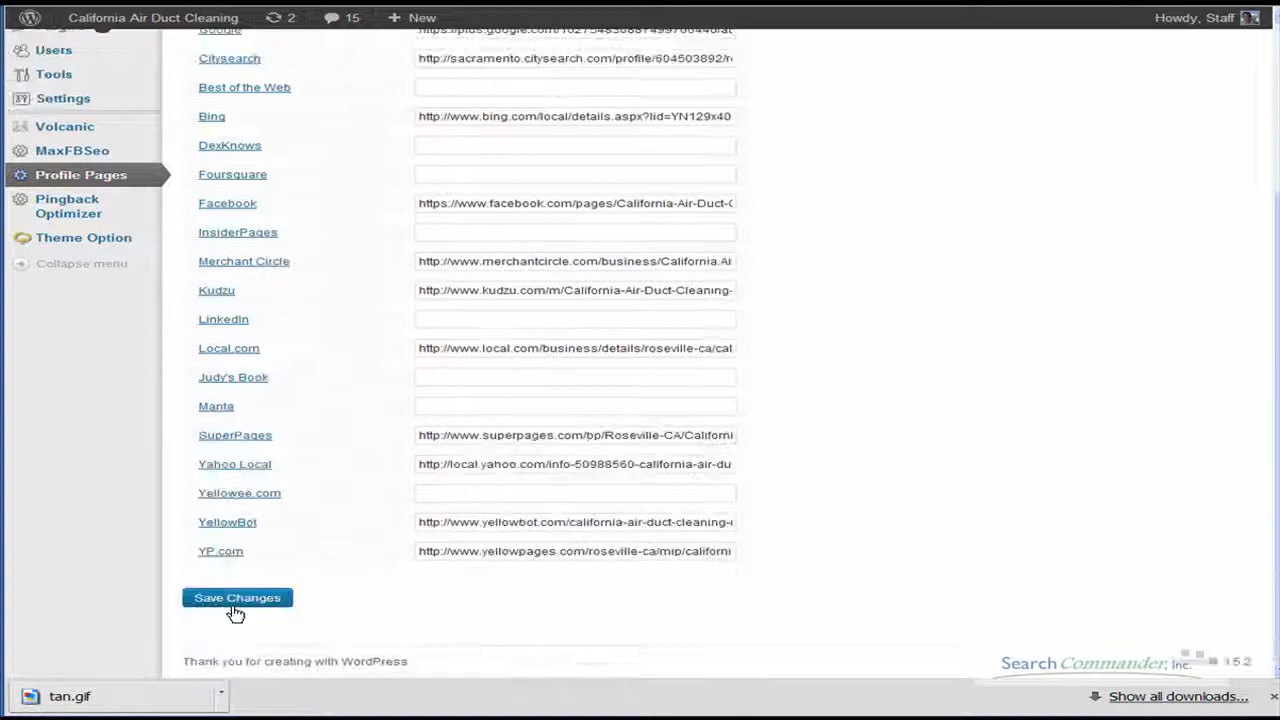 California Air Duct Cleaning 2 15 New Howdy, Staff
Users
Tools
Settings
Volcanic
MaxFBSeo
Profile Pages
Pingback
Optimizer
Theme Option
Collapse menu
Google
Citysearch http://sacramento.citysearch.com/profile/604503892/r
Best of the Web
Bing http://www.bing.com/local/details.aspx?lid=YN129x40
DexKnows
Foursquare
Facebook https://www.facebook.com/pages/California-Air-Duct-C
InsiderPages
Merchant Circle http://www.merchantcircle.com/business/California.Ai
Kudzu http://www.kudzu.com/m/California-Air-Duct-Cleaning-
LinkedIn
Local.com http://www.local.com/business/details/roseville-ca/cal
Judy's Book
Manta
SuperPages http://www.superpages.com/bp/Roseville-CA/Californi
Yahoo Local http://local.yahoo.com/info-50988560-california-air-du
Yellowee.com
YellowBot http://www.yellowbot.com/california-air-duct-cleaning-
YP.com http://www.yellowpages.com/roseville-ca/mip/californi
Save Changes
Thank you for creating with WordPress
Search Commander, Inc.
tan.gif Show all downloads...